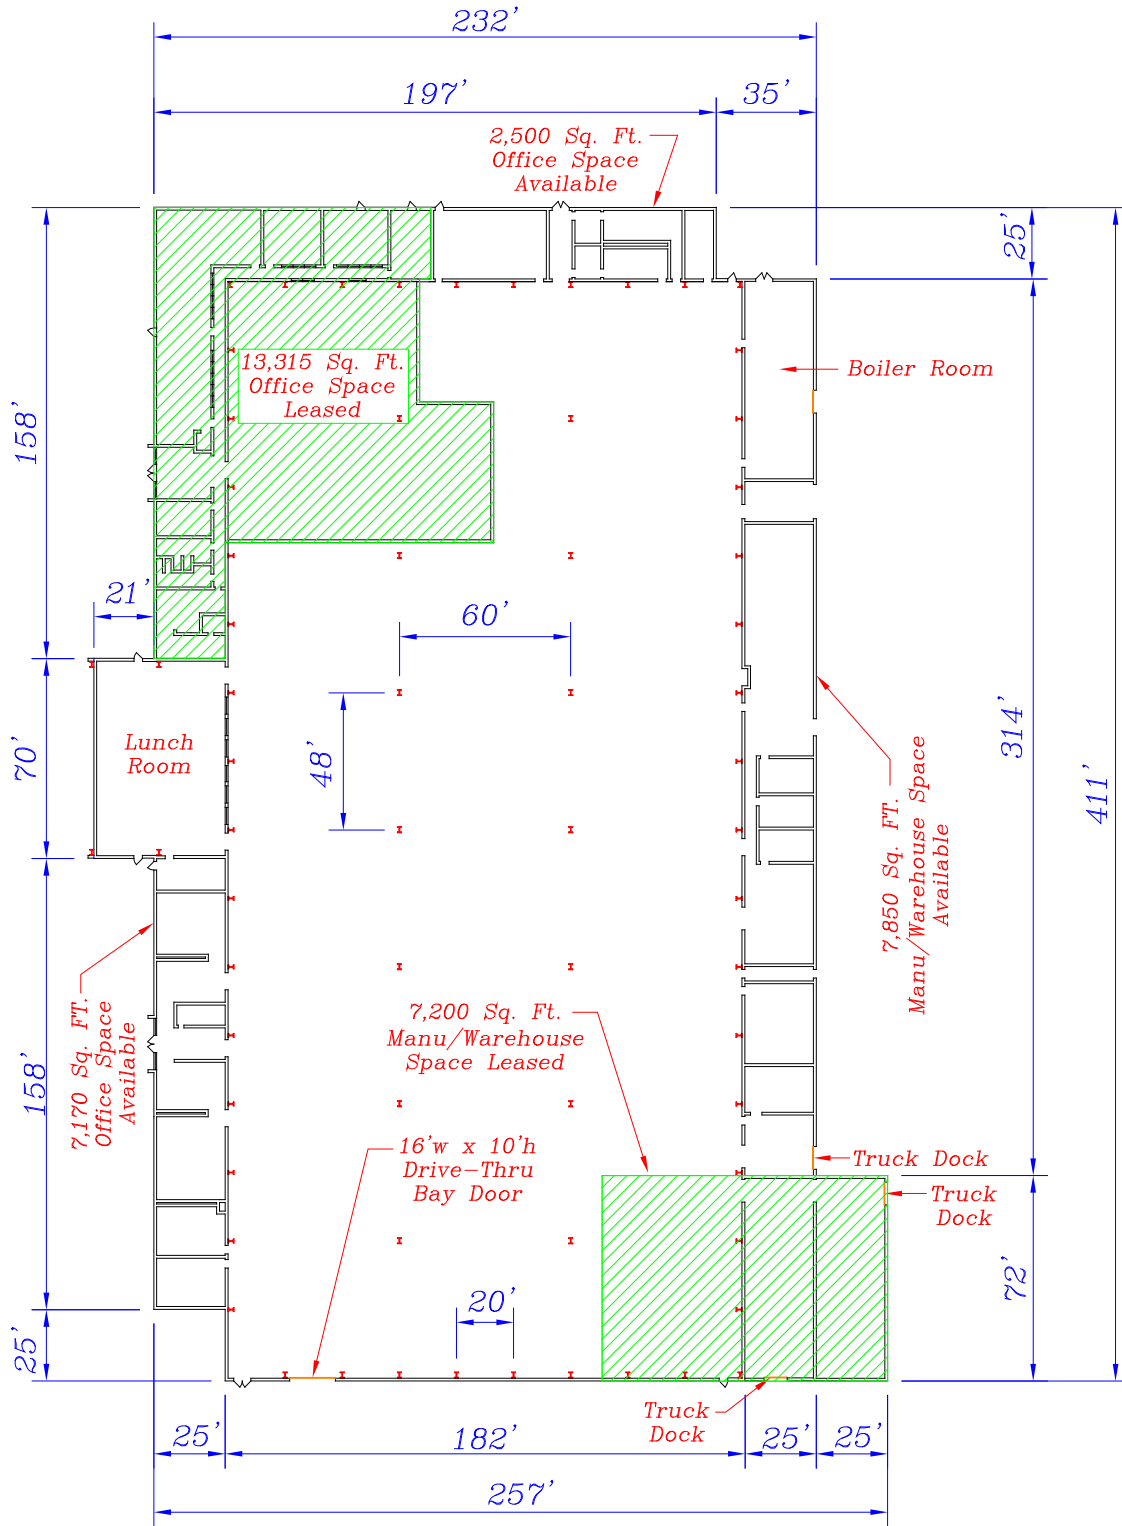 232'
197'
35'
2,500 Sq. Ft.
Office Space
Available
25'
13,315 Sq. Ft.
Office Space
Leased
Boiler Room
158'
21'
60'
48'
314'
411'
Lunch
Room
70'
7,850 Sq. FT.
Manu/Warehouse Space
Available
7,170 Sq. FT.
Office Space
Available
158'
7,200 Sq. Ft.
Manu/Warehouse
Space Leased
16'w x 10'h
Drive-Thru
Bay Door
Truck Dock
Truck
Dock
72'
20'
25'
Truck
Dock
25'
182'
25'
25'
257'